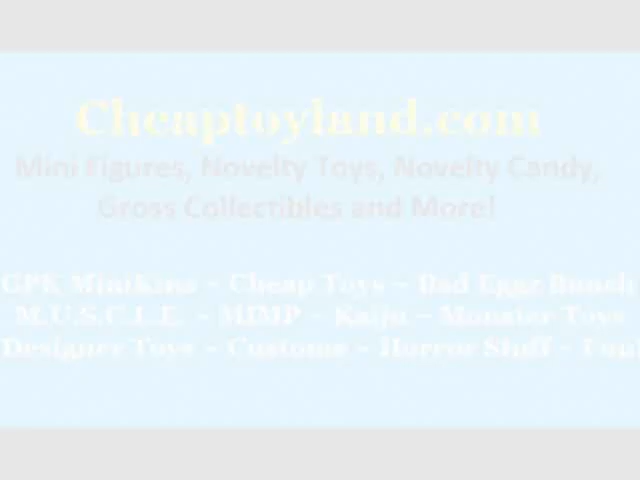 Cheaptoyland.com
Mini Figures, Novelty Toys, Novelty Candy,
Gross Collectibles and More!
GPK Minikins ~ Cheap Toys ~ Bad Eggz Bunch
M.U.S.C.L.E. ~ MIMP ~ Kaiju ~ Monster Toys
Designer Toys ~ Customs ~ Horror Stuff ~